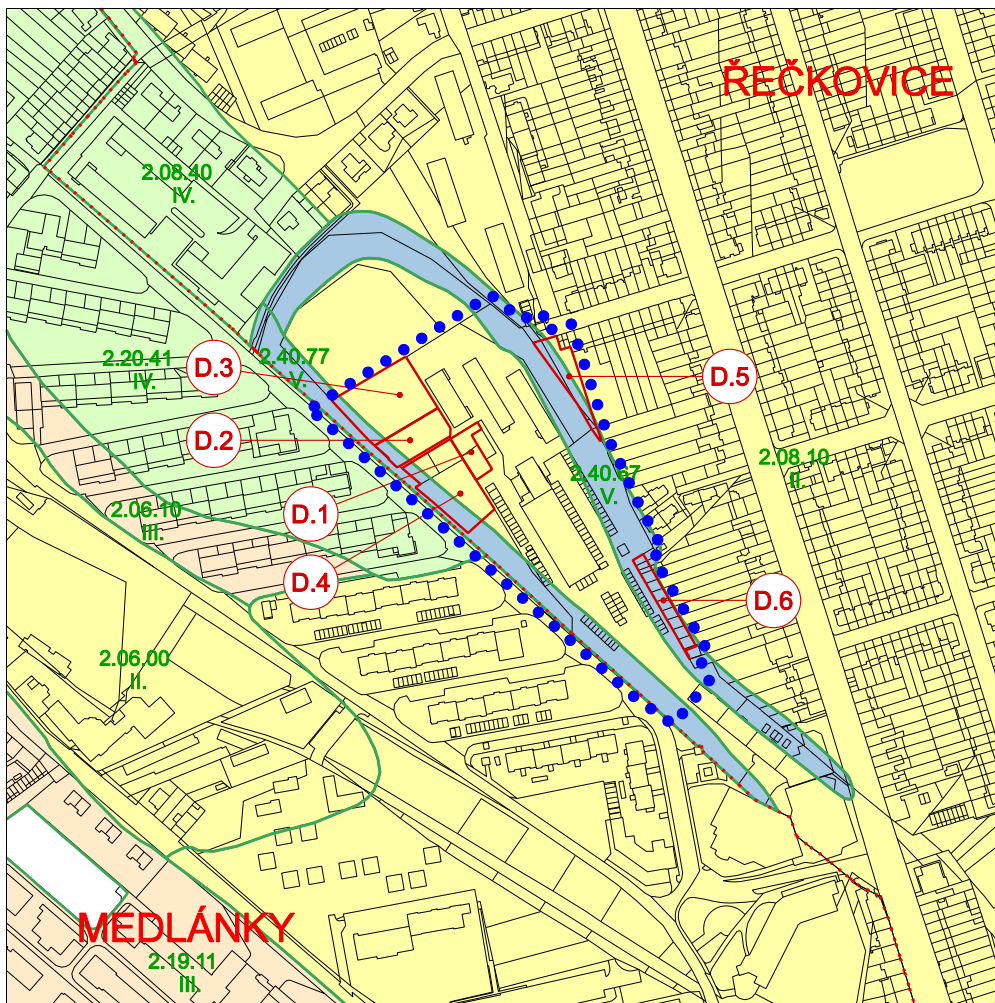 ŘEČKOVICE
2.08.40
IV.
2.20.41
IV.
2.40.77
V.
D.3
D.5
D.2
2.40.67
V.
2.08.10
II.
2.06.10
III.
D.1
D.4
D.6
2.06.00
II.
MEDLÁNKY
2.19.11
III.